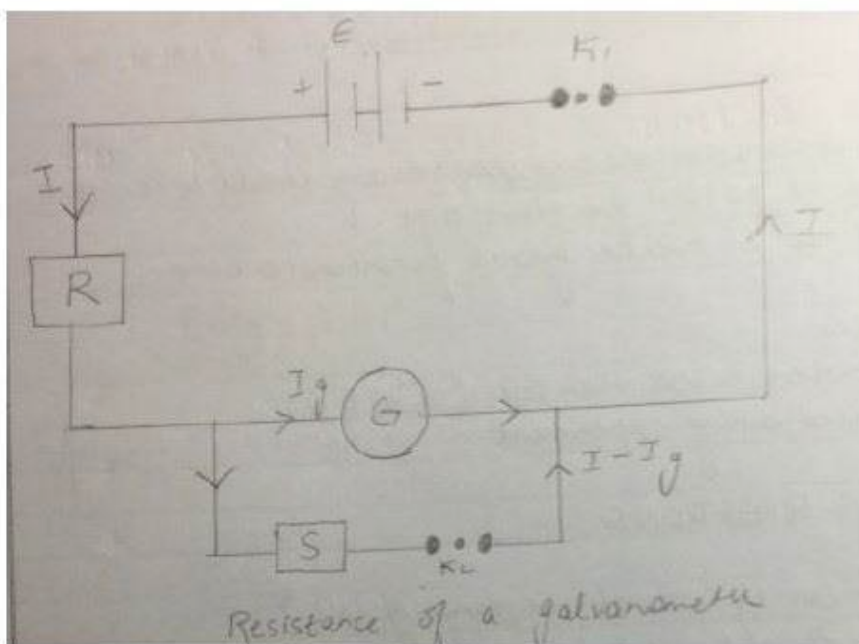 E
K1
+ -
I
I
R
Ig
G
I - Ig
S
K2
Resistance of a galvanometer